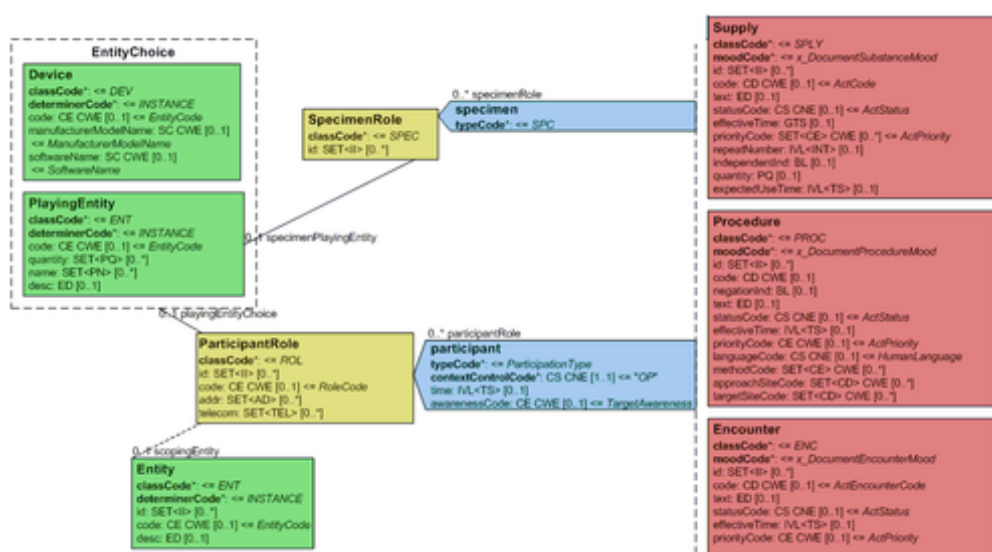 EntityChoice
Device
classCode*: <= DEV
determinerCode*: <= INSTANCE
code: CE CWE [0..1] <= EntityCode
manufacturerModelName: SC CWE [0..1]
<= ManufacturerModelName
softwareName: SC CWE [0..1]
<= SoftwareName
PlayingEntity
classCode*: <= ENT
determinerCode*: <= INSTANCE
code: CE CWE [0..1] <= EntityCode
quantity: SET<PQ> [0..*]
name: SET<PN> [0..*]
desc: ED [0..1]
0..1 specimenPlayingEntity
0..1 playingEntityChoice
SpecimenRole
classCode*: <= SPEC
id: SET<II> [0..*]
0..* specimenRole
specimen
typeCode*: <= SPC
ParticipantRole
classCode*: <= ROL
id: SET<II> [0..*]
code: CE CWE [0..1] <= RoleCode
addr: SET<AD> [0..*]
telecom: SET<TEL> [0..*]
0..* participantRole
participant
typeCode*: <= ParticipationType
contextControlCode*: CS CNE [1..1] <= "OP"
time: IVL<TS> [0..1]
awarenessCode: CE CWE [0..1] <= TargetAwareness
0..1 scopingEntity
Entity
classCode*: <= ENT
determinerCode*: <= INSTANCE
id: SET<II> [0..*]
code: CE CWE [0..1] <= EntityCode
desc: ED [0..1]
Supply
classCode*: <= SPLY
moodCode*: <= x_DocumentSubstanceMood
id: SET<II> [0..*]
code: CD CWE [0..1] <= ActCode
text: ED [0..1]
statusCode: CS CNE [0..1] <= ActStatus
effectiveTime: GTS [0..1]
priorityCode: SET<CE> CWE [0..*] <= ActPriority
repeatNumber: IVL<INT> [0..1]
independentInd: BL [0..1]
quantity: PQ [0..1]
expectedUseTime: IVL<TS> [0..1]
Procedure
classCode*: <= PROC
moodCode*: <= x_DocumentProcedureMood
id: SET<II> [0..*]
code: CD CWE [0..1]
negationInd: BL [0..1]
text: ED [0..1]
statusCode: CS CNE [0..1] <= ActStatus
effectiveTime: IVL<TS> [0..1]
priorityCode: CE CWE [0..1] <= ActPriority
languageCode: CS CNE [0..1] <= HumanLanguage
methodCode: SET<CE> CWE [0..*]
approachSiteCode: SET<CD> CWE [0..*]
targetSiteCode: SET<CD> CWE [0..*]
Encounter
classCode*: <= ENC
moodCode*: <= x_DocumentEncounterMood
id: SET<II> [0..*]
code: CD CWE [0..1] <= ActEncounterCode
text: ED [0..1]
statusCode: CS CNE [0..1] <= ActStatus
effectiveTime: IVL<TS> [0..1]
priorityCode: CE CWE [0..1] <= ActPriority